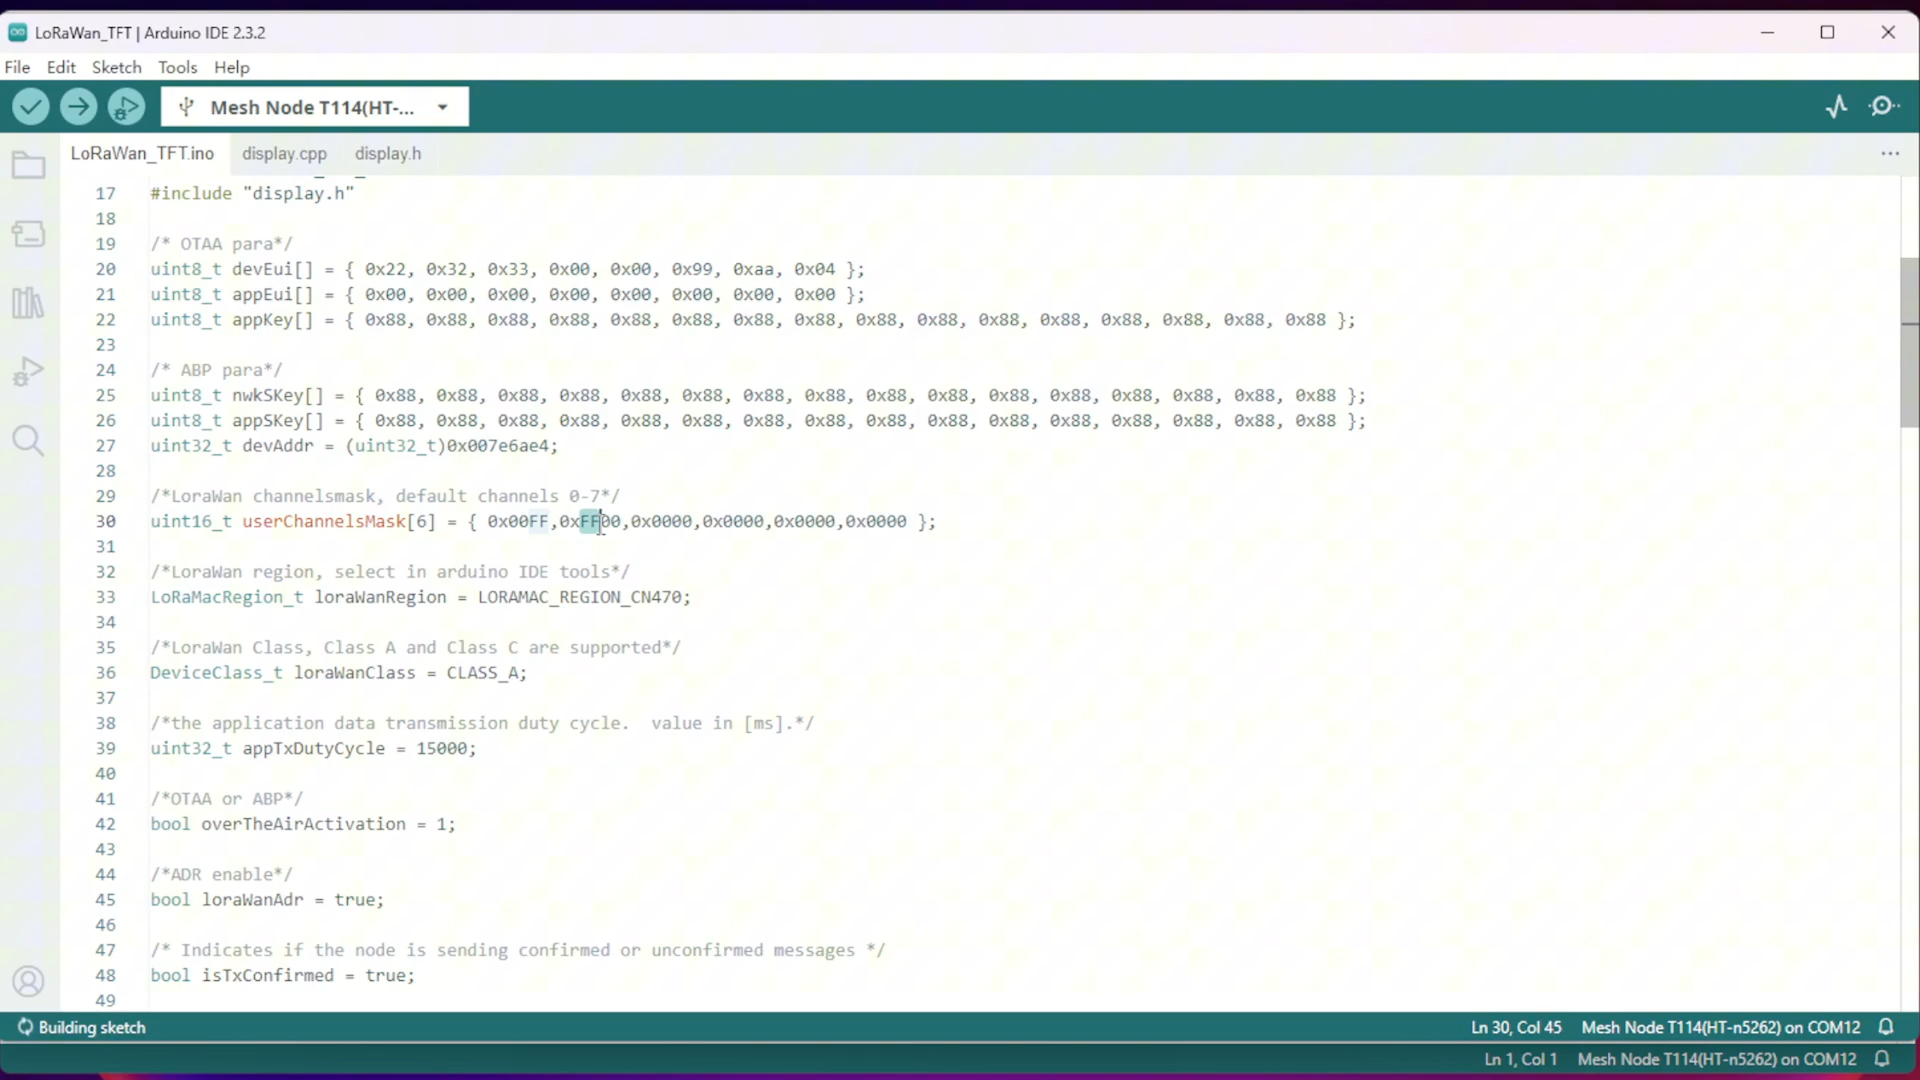 LoRaWan_TFT | Arduino IDE 2.3.2
File Edit Sketch Tools Help
Mesh Node T114(HT-...
LoRaWan_TFT.ino display.cpp display.h ...
17 #include "display.h"
18
19 /* OTAA para*/
20 uint8_t devEui[] = { 0x22, 0x32, 0x33, 0x00, 0x00, 0x99, 0xaa, 0x04 };
21 uint8_t appEui[] = { 0x00, 0x00, 0x00, 0x00, 0x00, 0x00, 0x00, 0x00 };
22 uint8_t appKey[] = { 0x88, 0x88, 0x88, 0x88, 0x88, 0x88, 0x88, 0x88, 0x88, 0x88, 0x88, 0x88, 0x88, 0x88, 0x88, 0x88 };
23
24 /* ABP para*/
25 uint8_t nwkSKey[] = { 0x88, 0x88, 0x88, 0x88, 0x88, 0x88, 0x88, 0x88, 0x88, 0x88, 0x88, 0x88, 0x88, 0x88, 0x88, 0x88 };
26 uint8_t appSKey[] = { 0x88, 0x88, 0x88, 0x88, 0x88, 0x88, 0x88, 0x88, 0x88, 0x88, 0x88, 0x88, 0x88, 0x88, 0x88, 0x88 };
27 uint32_t devAddr = (uint32_t)0x007e6ae4;
28
29 /*LoraWan channelsmask, default channels 0-7*/
30 uint16_t userChannelsMask[6] = { 0x00FF,0xFF00,0x0000,0x0000,0x0000,0x0000 };
31
32 /*LoraWan region, select in arduino IDE tools*/
33 LoRaMacRegion_t loraWanRegion = LORAMAC_REGION_CN470;
34
35 /*LoraWan Class, Class A and Class C are supported*/
36 DeviceClass_t loraWanClass = CLASS_A;
37
38 /*the application data transmission duty cycle.  value in [ms].*/
39 uint32_t appTxDutyCycle = 15000;
40
41 /*OTAA or ABP*/
42 bool overTheAirActivation = 1;
43
44 /*ADR enable*/
45 bool loraWanAdr = true;
46
47 /* Indicates if the node is sending confirmed or unconfirmed messages */
48 bool isTxConfirmed = true;
49
Building sketch Ln 30, Col 45 Mesh Node T114(HT-n5262) on COM12
Ln 1, Col 1 Mesh Node T114(HT-n5262) on COM12